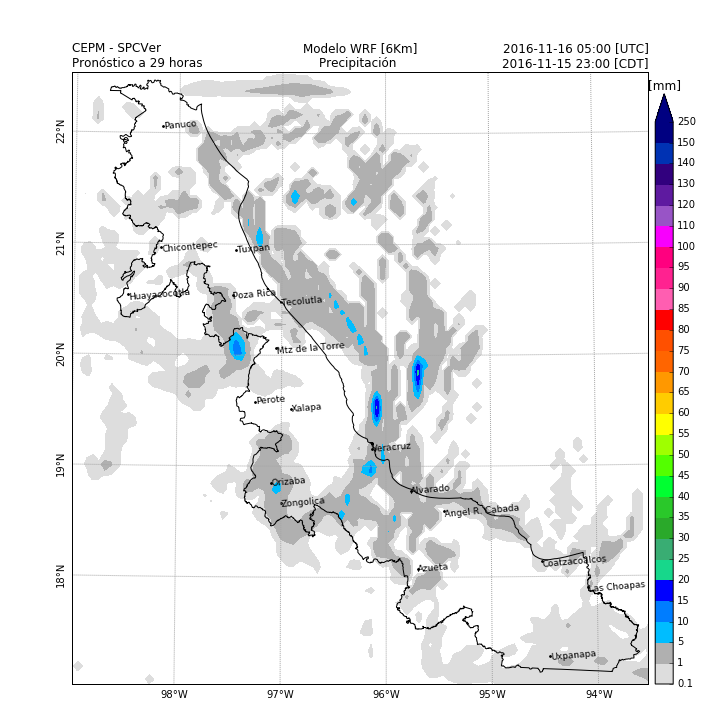 CEPM - SPCVer
Modelo WRF [6Km]
2016-11-16 05:00 [UTC]
Pronóstico a 29 horas
Precipitación
2016-11-15 23:00 [CDT]
[mm]
250
150
140
130
120
110
100
95
90
85
80
75
70
65
60
55
50
45
40
35
30
25
20
15
10
5
1
0.1
22°N
21°N
20°N
19°N
18°N
Panuco
Chicontepec
Tuxpan
Huayacocotla
Poza Rica
Tecolutla
Mtz de la Torre
Perote
Xalapa
Veracruz
Orizaba
Zongolica
Alvarado
Angel R. Cabada
Azueta
Coatzacoalcos
Las Choapas
Uxpanapa
98°W
97°W
96°W
95°W
94°W